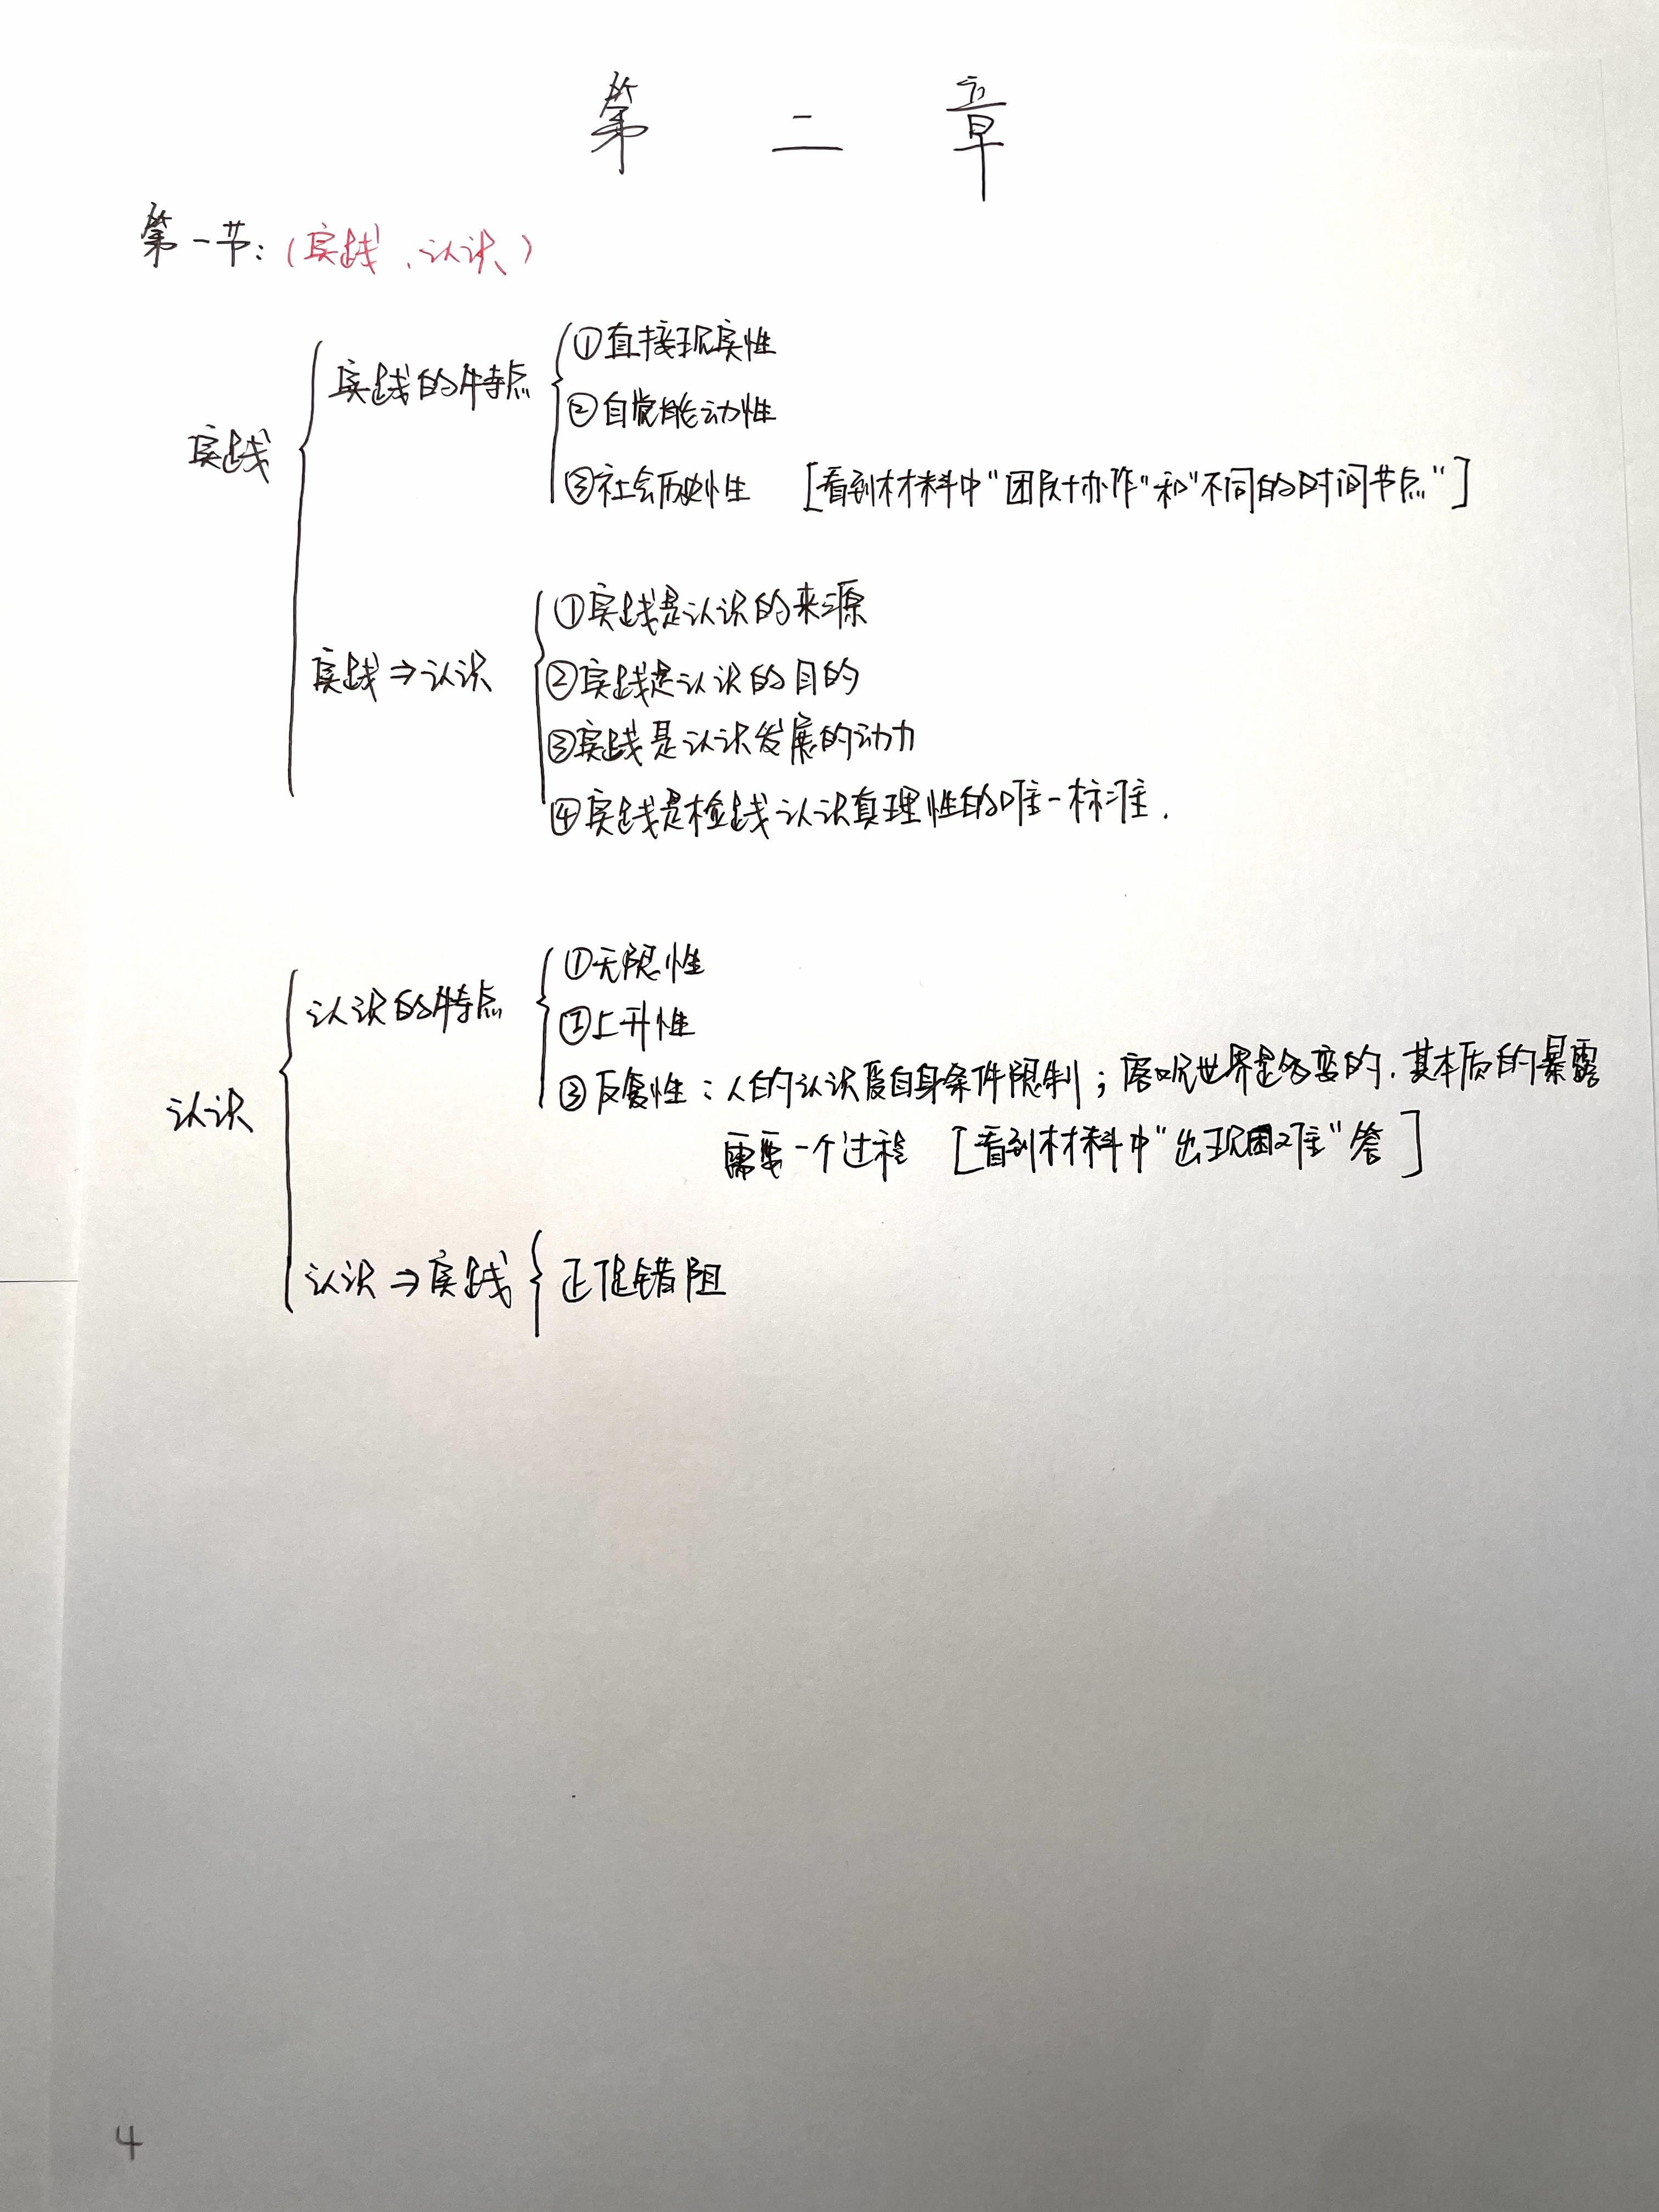 第二章
第一节：（实践、认识）
实践
实践的特点
①直接现实性
②自觉能动性
③社会历史性 [看到材料中“团队协作”和“不同的时间节点”]
实践⇒认识
①实践是认识的来源
②实践是认识的目的
③实践是认识发展的动力
④实践是检践认识真理性的唯一标准.
认识
认识的特点
①无限性
②上升性
③反复性：人的认识受自身条件限制；客观世界是多变的.其本质的暴露
需要一个过程 [看到材料中“出现困难”答]
认识⇒实践
正促错阻
4